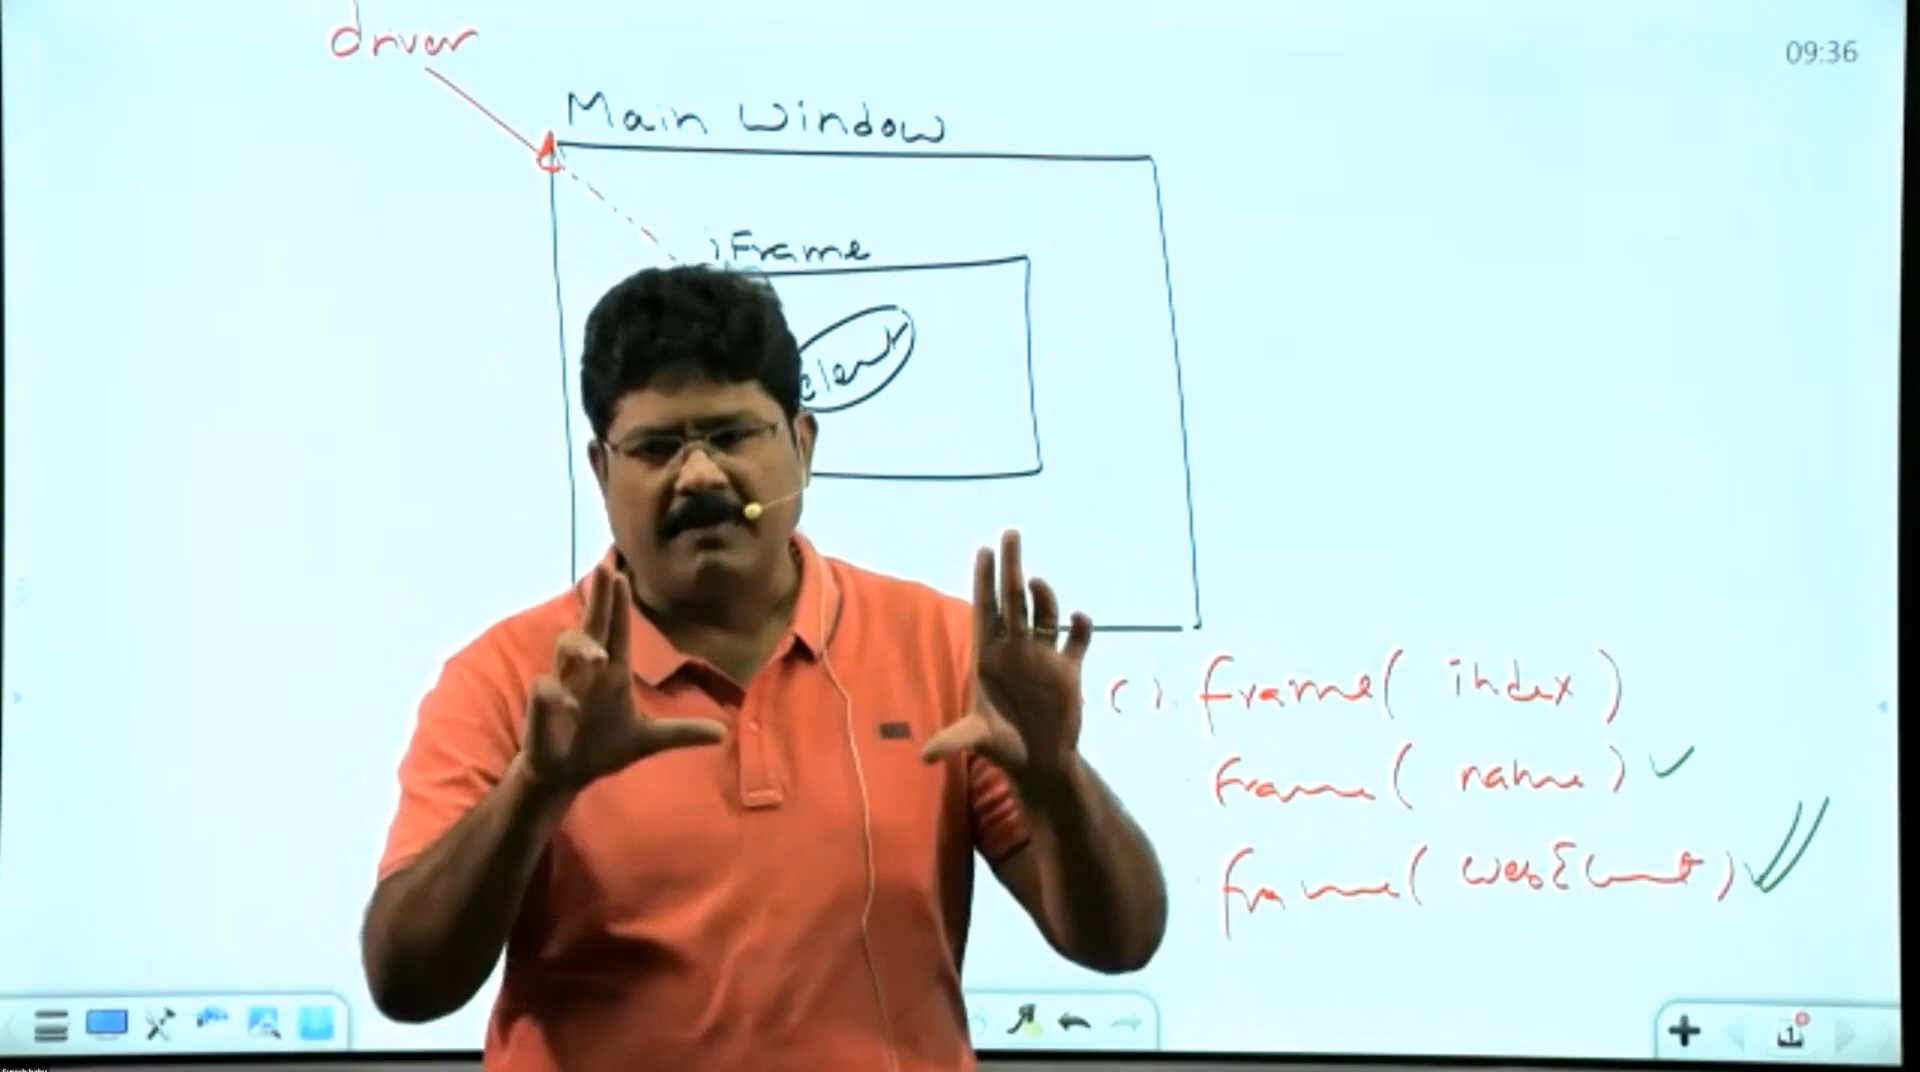 driver
09:36
Main Window
iFrame
( ). frame( index )
frame( name )
frame( WebElement )